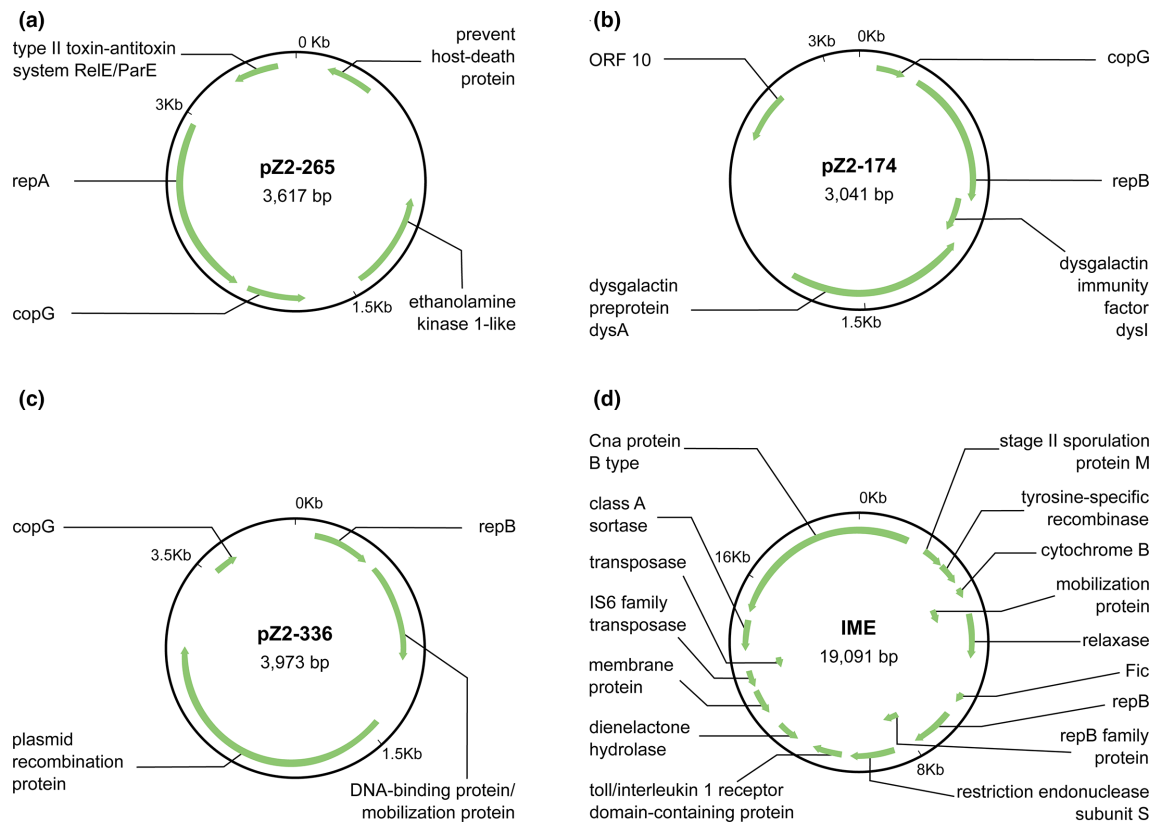 (a)
type II toxin-antitoxin
system RelE/ParE
0 Kb
prevent
host-death
protein
3Kb
repA
pZ2-265
3,617 bp
copG
1.5Kb
ethanolamine
kinase 1-like
(b)
ORF 10
3Kb
0Kb
copG
pZ2-174
3,041 bp
repB
dysgalactin
preprotein
dysA
1.5Kb
dysgalactin
immunity
factor
dysI
(c)
copG
0Kb
repB
3.5Kb
pZ2-336
3,973 bp
plasmid
recombination
protein
1.5Kb
DNA-binding protein/
mobilization protein
(d)
Cna protein
B type
class A
sortase
transposase
IS6 family
transposase
membrane
protein
dienelactone
hydrolase
toll/interleukin 1 receptor
domain-containing protein
0Kb
16Kb
IME
19,091 bp
8Kb
stage II sporulation
protein M
tyrosine-specific
recombinase
cytochrome B
mobilization
protein
relaxase
Fic
repB
repB family
protein
restriction endonuclease
subunit S